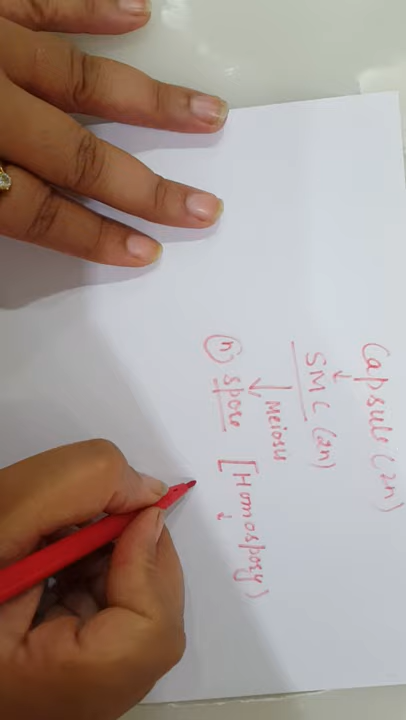 Capsule (2n)
↓
SMC (2n)
↓ Meiosis
(n) spore [Homospory)